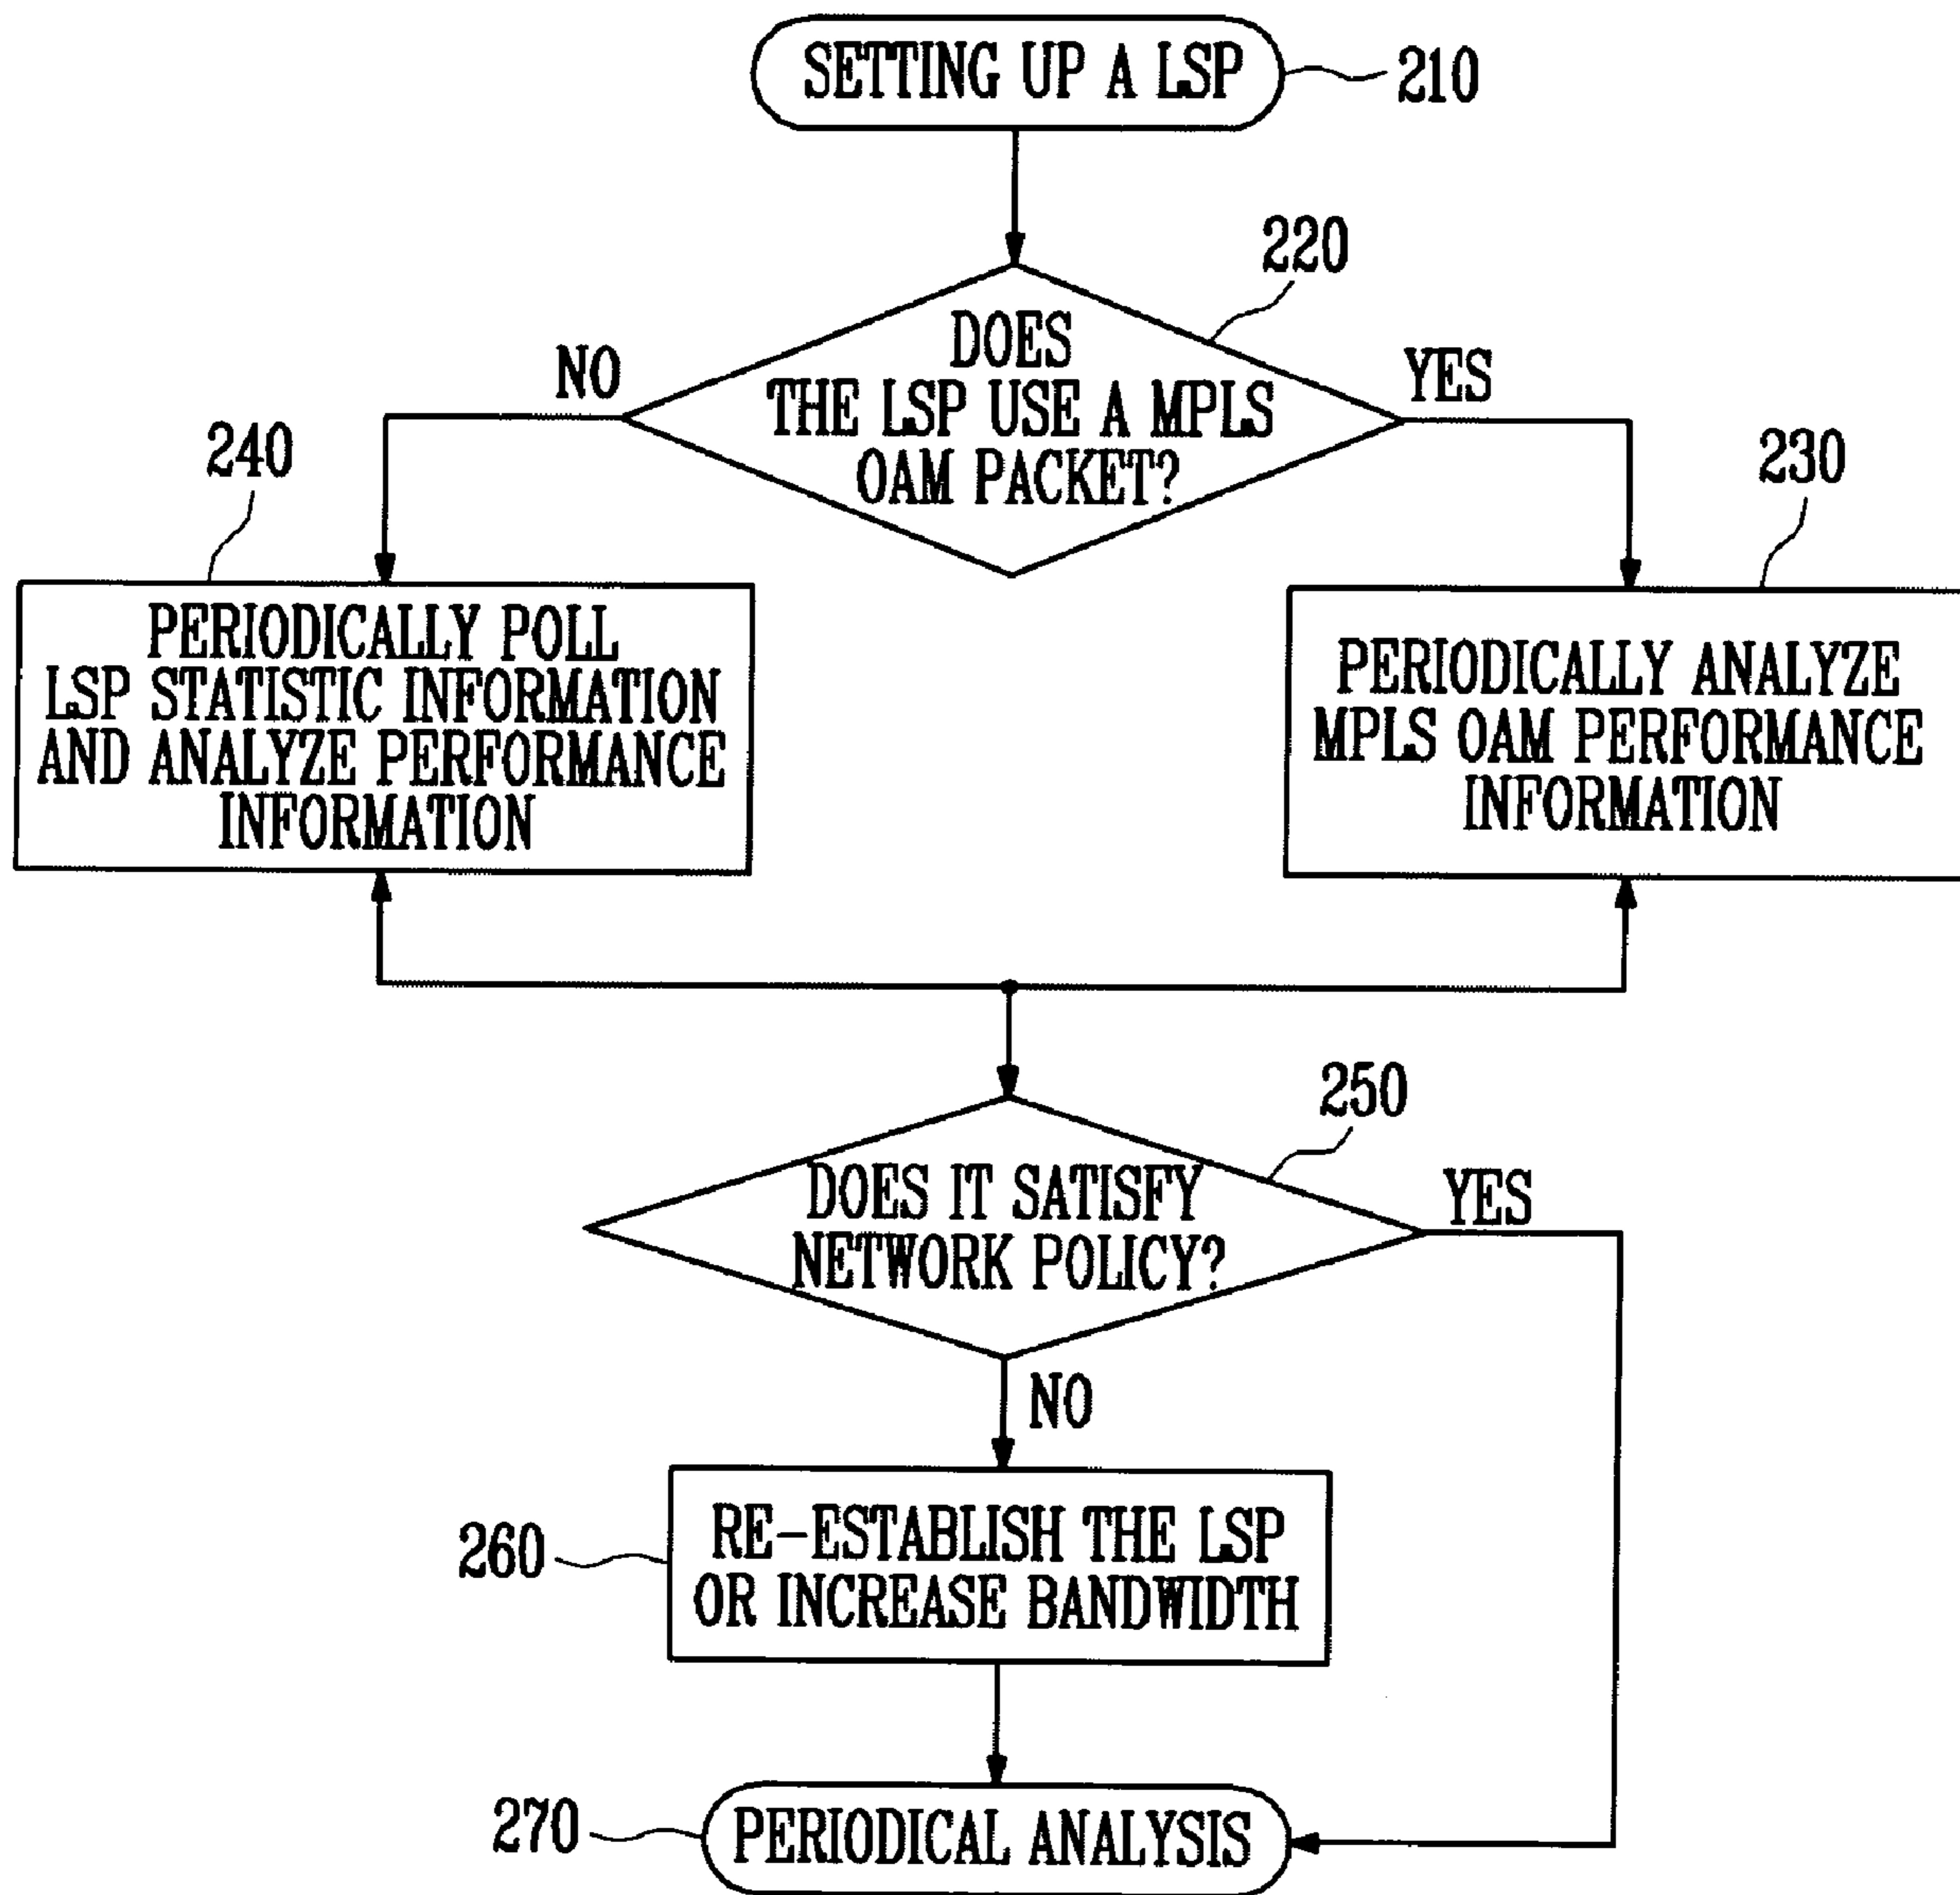 SETTING UP A LSP
210
220
DOES
THE LSP USE A MPLS
OAM PACKET?
NO
YES
240
230
PERIODICALLY POLL
LSP STATISTIC INFORMATION
AND ANALYZE PERFORMANCE
INFORMATION
PERIODICALLY ANALYZE
MPLS OAM PERFORMANCE
INFORMATION
250
DOES IT SATISFY
NETWORK POLICY?
YES
NO
260
RE-ESTABLISH THE LSP
OR INCREASE BANDWIDTH
270
PERIODICAL ANALYSIS